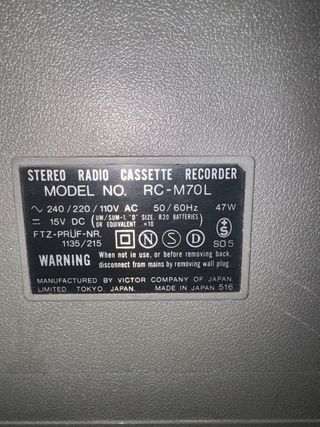 STEREO RADIO CASSETTE RECORDER
MODEL NO. RC-M70L
∿ 240/220/110V AC 50/60Hz 47W
⎓ 15V DC (UM/SUM-1, "D" SIZE, R20 BATTERIES OR EQUIVALENT ×10)
FTZ-PRÜF-NR.
1135/215
N S D S
SO5
WARNING When not in use, or before removing back,
disconnect from mains by removing wall plug.
MANUFACTURED BY VICTOR COMPANY OF JAPAN,
LIMITED. TOKYO, JAPAN. MADE IN JAPAN 516